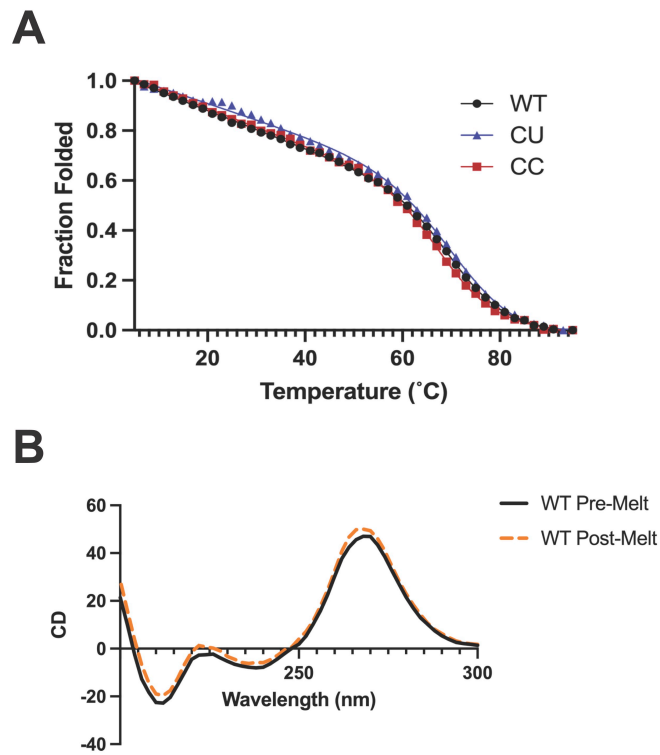 A
1.0
0.8
0.6
0.4
0.2
0.0
Fraction Folded
20
40
60
80
Temperature (˚C)
WT
CU
CC
B
60
40
20
0
-20
-40
CD
250
300
Wavelength (nm)
WT Pre-Melt
WT Post-Melt